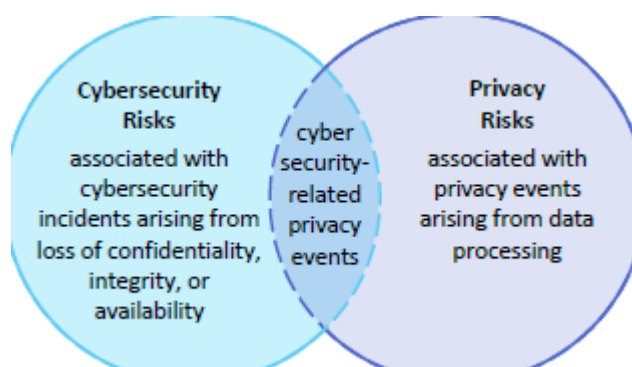 Cybersecurity
Risks
associated with
cybersecurity
incidents arising from
loss of confidentiality,
integrity, or
availability
cyber
security-
related
privacy
events
Privacy
Risks
associated with
privacy events
arising from data
processing